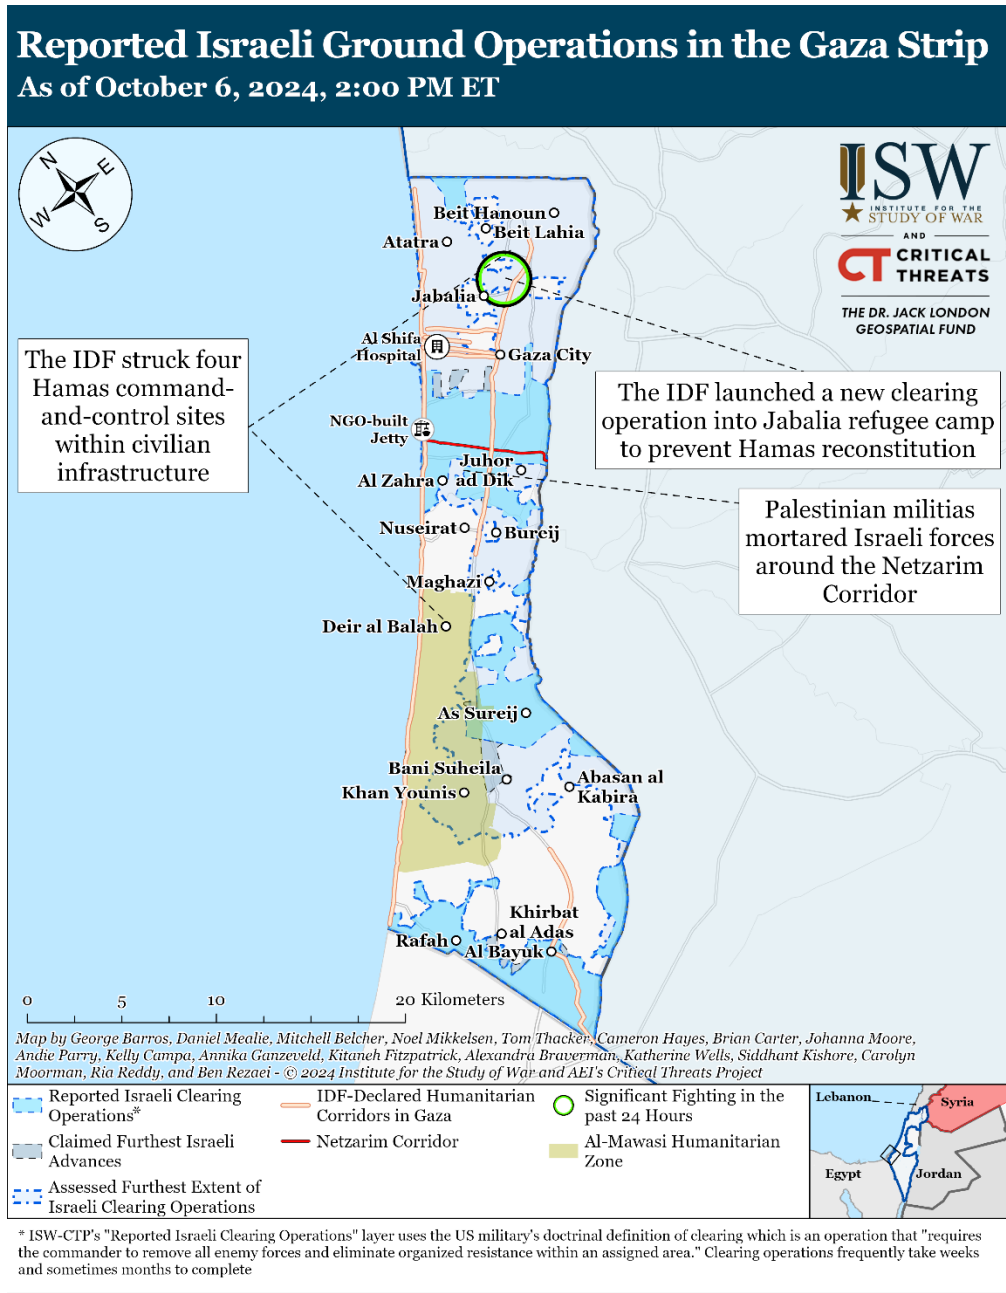 Reported Israeli Ground Operations in the Gaza Strip
As of October 6, 2024, 2:00 PM ET
N
E
W
S
ISW
INSTITUTE FOR THE
STUDY OF WAR
AND
CT CRITICAL
THREATS
THE DR. JACK LONDON
GEOSPATIAL FUND
Beit Hanoun
Beit Lahia
Atatra
Jabalia
Al Shifa
Hospital
Gaza City
The IDF struck four
Hamas command-
and-control sites
within civilian
infrastructure
The IDF launched a new clearing
operation into Jabalia refugee camp
to prevent Hamas reconstitution
NGO-built
Jetty
Juhor
ad Dik
Al Zahra
Palestinian militias
mortared Israeli forces
around the Netzarim
Corridor
Nuseirat
Bureij
Maghazi
Deir al Balah
As Sureij
Bani Suheila
Khan Younis
Abasan al
Kabira
Khirbat
al Adas
Rafah
Al Bayuk
0 5 10 20 Kilometers
Map by George Barros, Daniel Mealie, Mitchell Belcher, Noel Mikkelsen, Tom Thacker, Cameron Hayes, Brian Carter, Johanna Moore,
Andie Parry, Kelly Campa, Annika Ganzeveld, Kitaneh Fitzpatrick, Alexandra Braverman, Katherine Wells, Siddhant Kishore, Carolyn
Moorman, Ria Reddy, and Ben Rezaei - © 2024 Institute for the Study of War and AEI's Critical Threats Project
Reported Israeli Clearing
Operations*
Claimed Furthest Israeli
Advances
Assessed Furthest Extent of
Israeli Clearing Operations
IDF-Declared Humanitarian
Corridors in Gaza
Netzarim Corridor
Significant Fighting in the
past 24 Hours
Al-Mawasi Humanitarian
Zone
Lebanon
Syria
Egypt
Jordan
* ISW-CTP's "Reported Israeli Clearing Operations" layer uses the US military's doctrinal definition of clearing which is an operation that "requires
the commander to remove all enemy forces and eliminate organized resistance within an assigned area." Clearing operations frequently take weeks
and sometimes months to complete